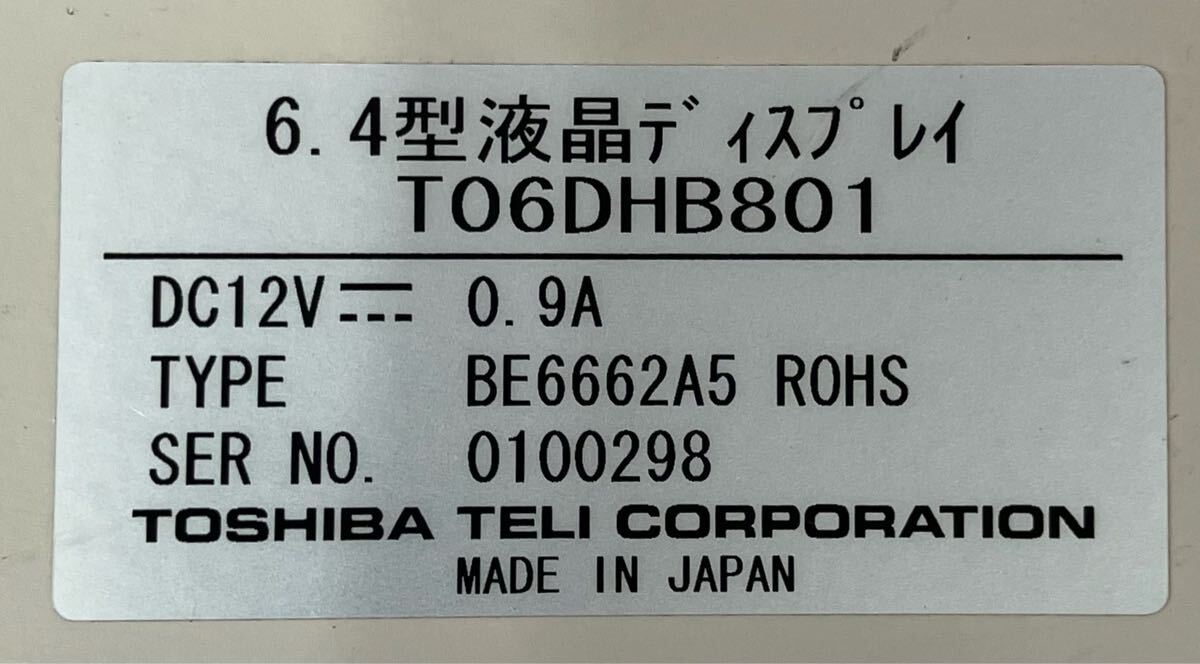 6.4型液晶ﾃﾞｨｽﾌﾟﾚｲ
T06DHB801
DC12V⎓ 0.9A
TYPE BE6662A5 ROHS
SER NO. 0100298
TOSHIBA TELI CORPORATION
MADE IN JAPAN